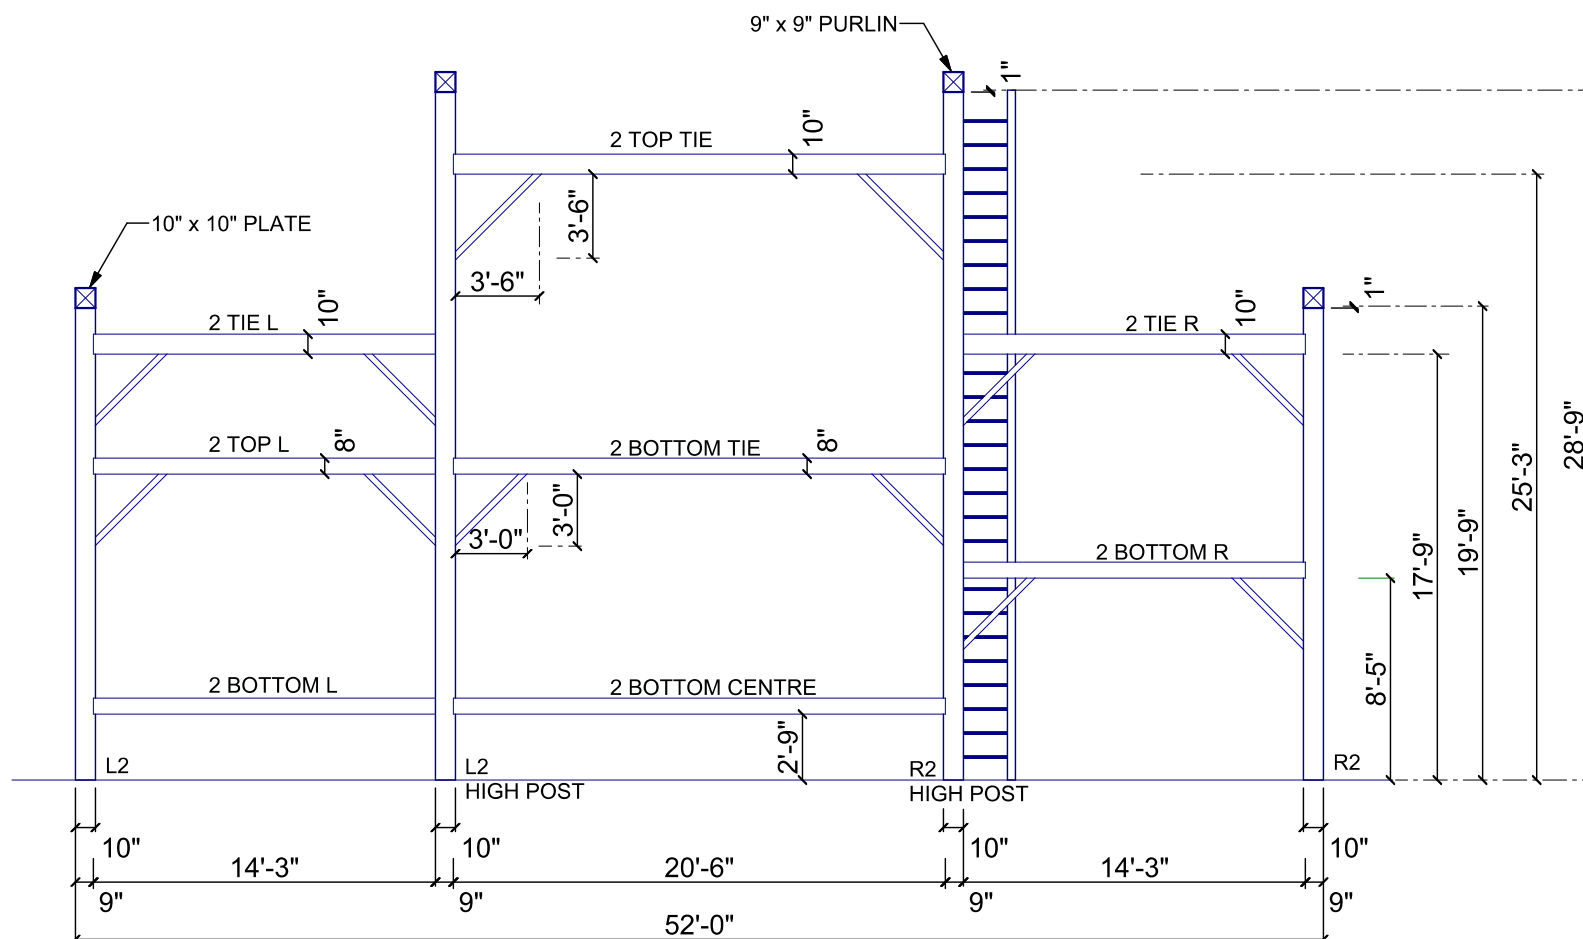 9" x 9" PURLIN
1"
2 TOP TIE
10"
3'-6"
3'-6"
10" x 10" PLATE
2 TIE L
10"
2 TIE R
10"
1"
2 TOP L
8"
2 BOTTOM TIE
8"
3'-0"
3'-0"
2 BOTTOM R
28'-9"
25'-3"
19'-9"
17'-9"
8'-5"
2 BOTTOM L
2 BOTTOM CENTRE
2'-9"
L2
L2
HIGH POST
R2
HIGH POST
R2
10"
10"
10"
10"
14'-3"
20'-6"
14'-3"
9"
9"
9"
9"
52'-0"